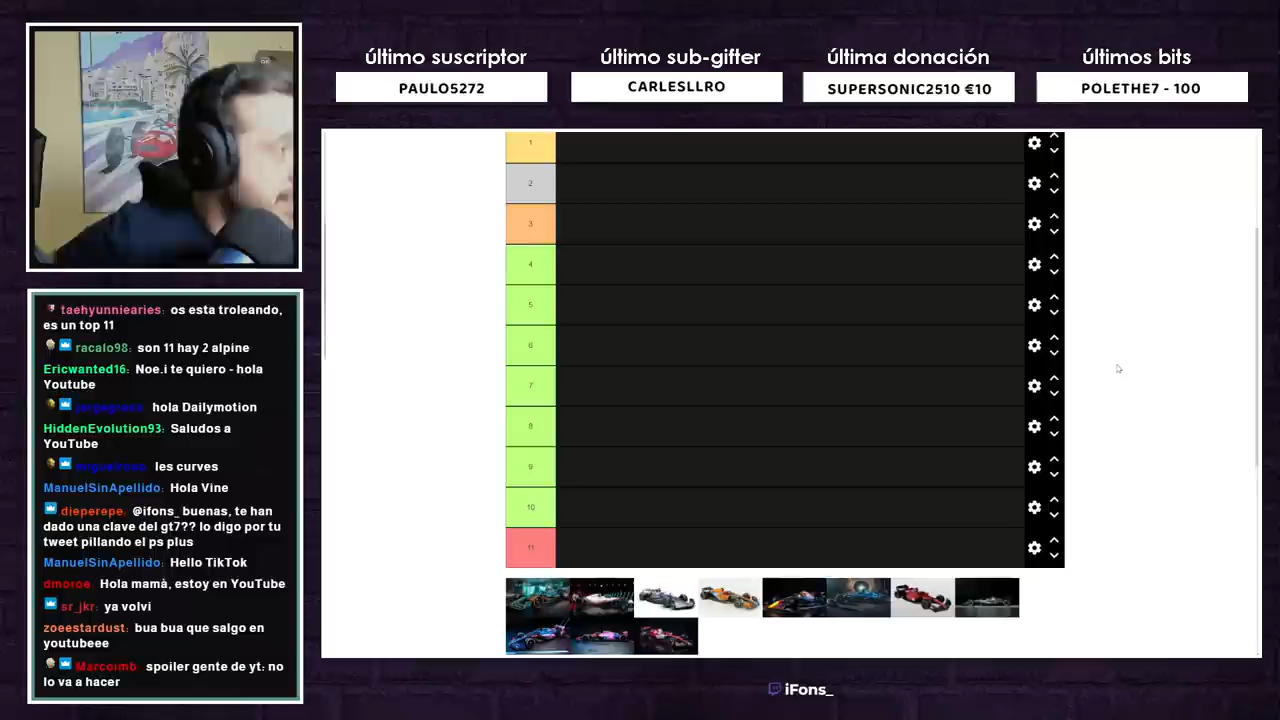 último suscriptor
PAULO5272
último sub-gifter
CARLESLLRO
última donación
SUPERSONIC2510 €10
últimos bits
POLETHE7 - 100
1
2
3
4
5
6
7
8
9
10
11
taehyunniearies: os esta troleando,
es un top 11
racalo98: son 11 hay 2 alpine
Ericwanted16: Noe.i te quiero - hola
Youtube
hola Dailymotion
HiddenEvolution93: Saludos a
YouTube
les curves
ManuelSinApellido: Hola Vine
dieperepe: @ifons_ buenas, te han
dado una clave del gt7?? lo digo por tu
tweet pillando el ps plus
ManuelSinApellido: Hello TikTok
dmoroe: Hola mamà, estoy en YouTube
sr_jkr: ya volvi
zoeestardust: bua bua que salgo en
youtubeee
Marcoimb: spoiler gente de yt: no
lo va a hacer
iFons_